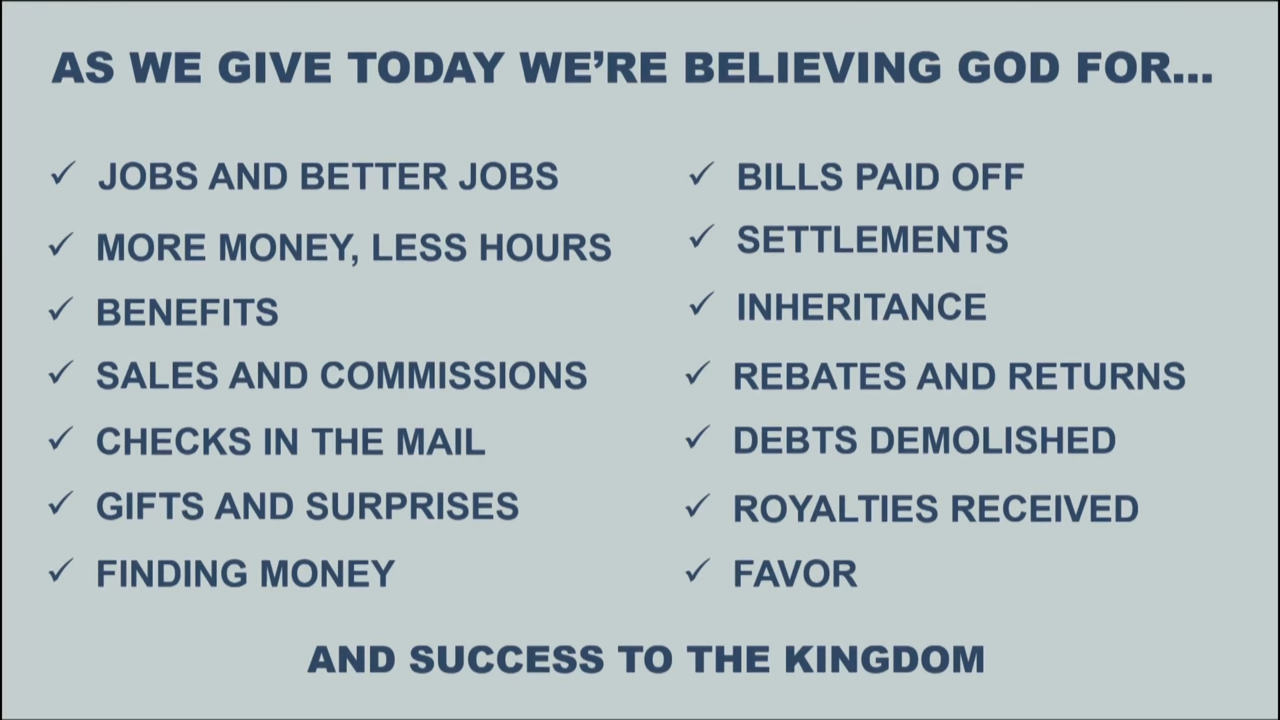 AS WE GIVE TODAY WE’RE BELIEVING GOD FOR...
✓ JOBS AND BETTER JOBS
✓ MORE MONEY, LESS HOURS
✓ BENEFITS
✓ SALES AND COMMISSIONS
✓ CHECKS IN THE MAIL
✓ GIFTS AND SURPRISES
✓ FINDING MONEY
✓ BILLS PAID OFF
✓ SETTLEMENTS
✓ INHERITANCE
✓ REBATES AND RETURNS
✓ DEBTS DEMOLISHED
✓ ROYALTIES RECEIVED
✓ FAVOR
AND SUCCESS TO THE KINGDOM